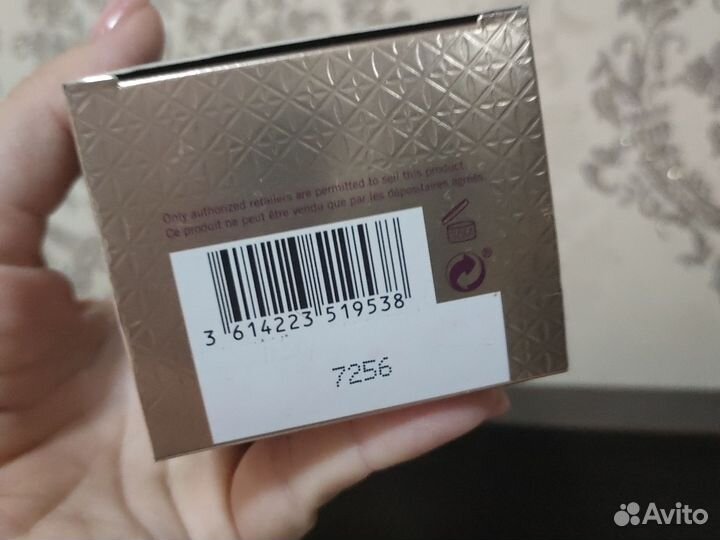 Only authorized retailers are permitted to sell this product.
Ce produit ne peut être vendu que par les dépositaires agréés.
3 614223 519538
7256
Avito